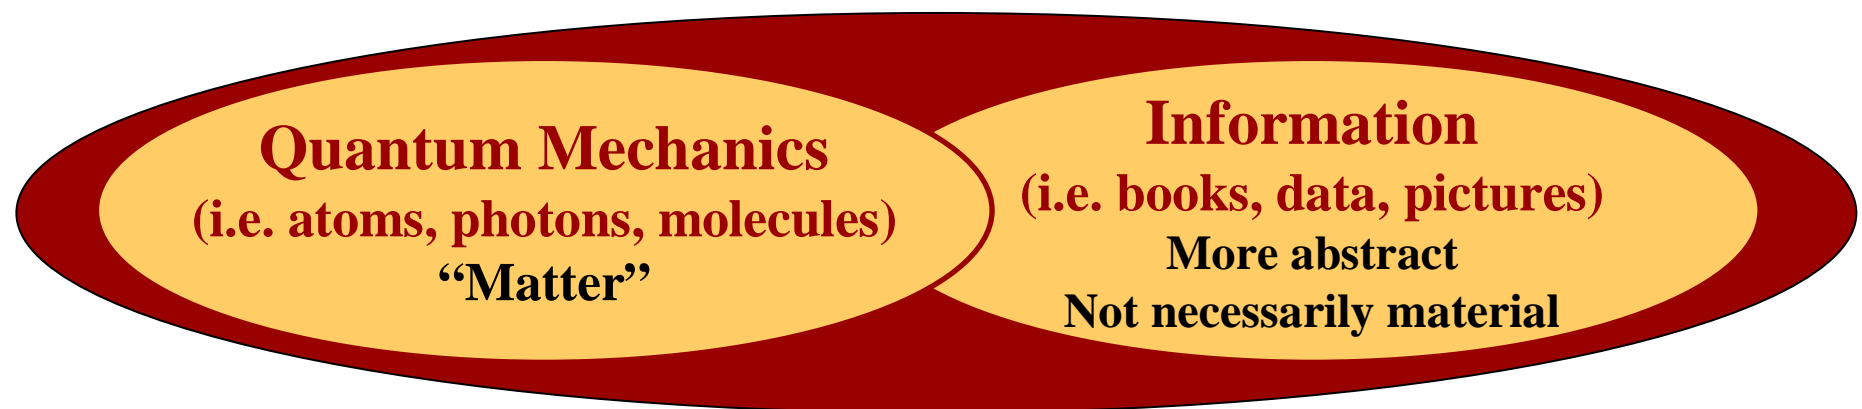 Quantum Mechanics
(i.e. atoms, photons, molecules)
“Matter”
Information
(i.e. books, data, pictures)
More abstract
Not necessarily material